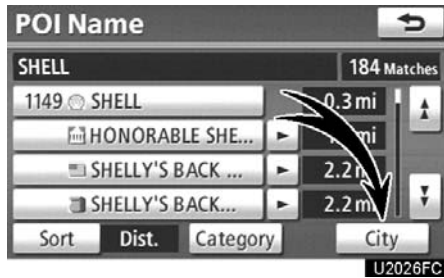 POI Name
SHELL 184 Matches
1149 SHELL 0.3 mi
HONORABLE SHE... mi
SHELLY'S BACK ... 2.2 m
SHELLY'S BACK... 2.2 m
Sort Dist. Category City
U2026FC